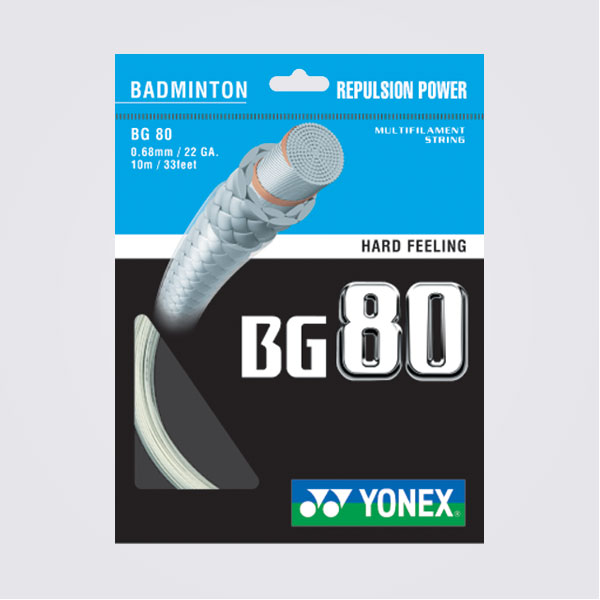 BADMINTON
REPULSION POWER
BG 80
0.68mm / 22 GA.
10m / 33feet
MULTIFILAMENT
STRING
HARD FEELING
BG80
YONEX®